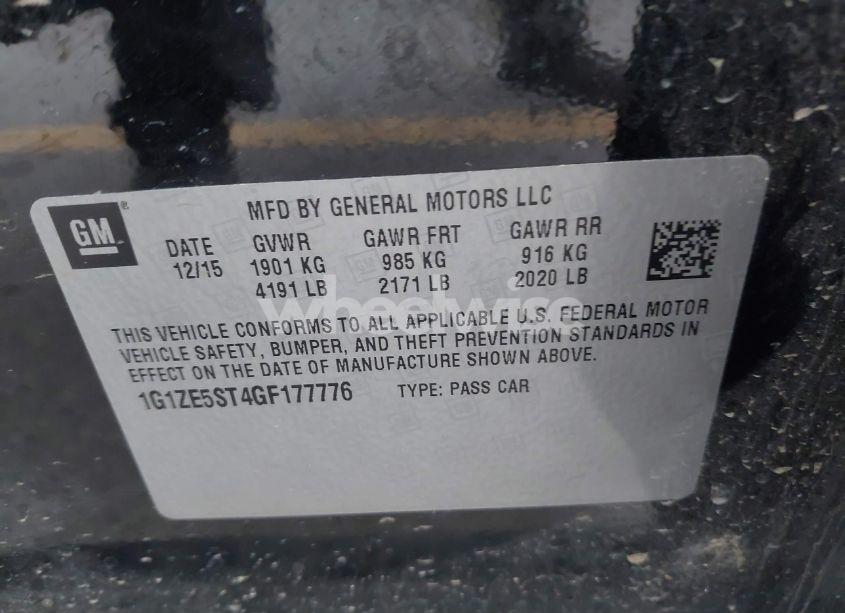 GM®
MFD BY GENERAL MOTORS LLC
DATE GVWR GAWR FRT GAWR RR
12/15 1901 KG 985 KG 916 KG
4191 LB 2171 LB 2020 LB
Wheelwise
THIS VEHICLE CONFORMS TO ALL APPLICABLE U.S. FEDERAL MOTOR
VEHICLE SAFETY, BUMPER, AND THEFT PREVENTION STANDARDS IN
EFFECT ON THE DATE OF MANUFACTURE SHOWN ABOVE.
1G1ZE5ST4GF177776 TYPE: PASS CAR